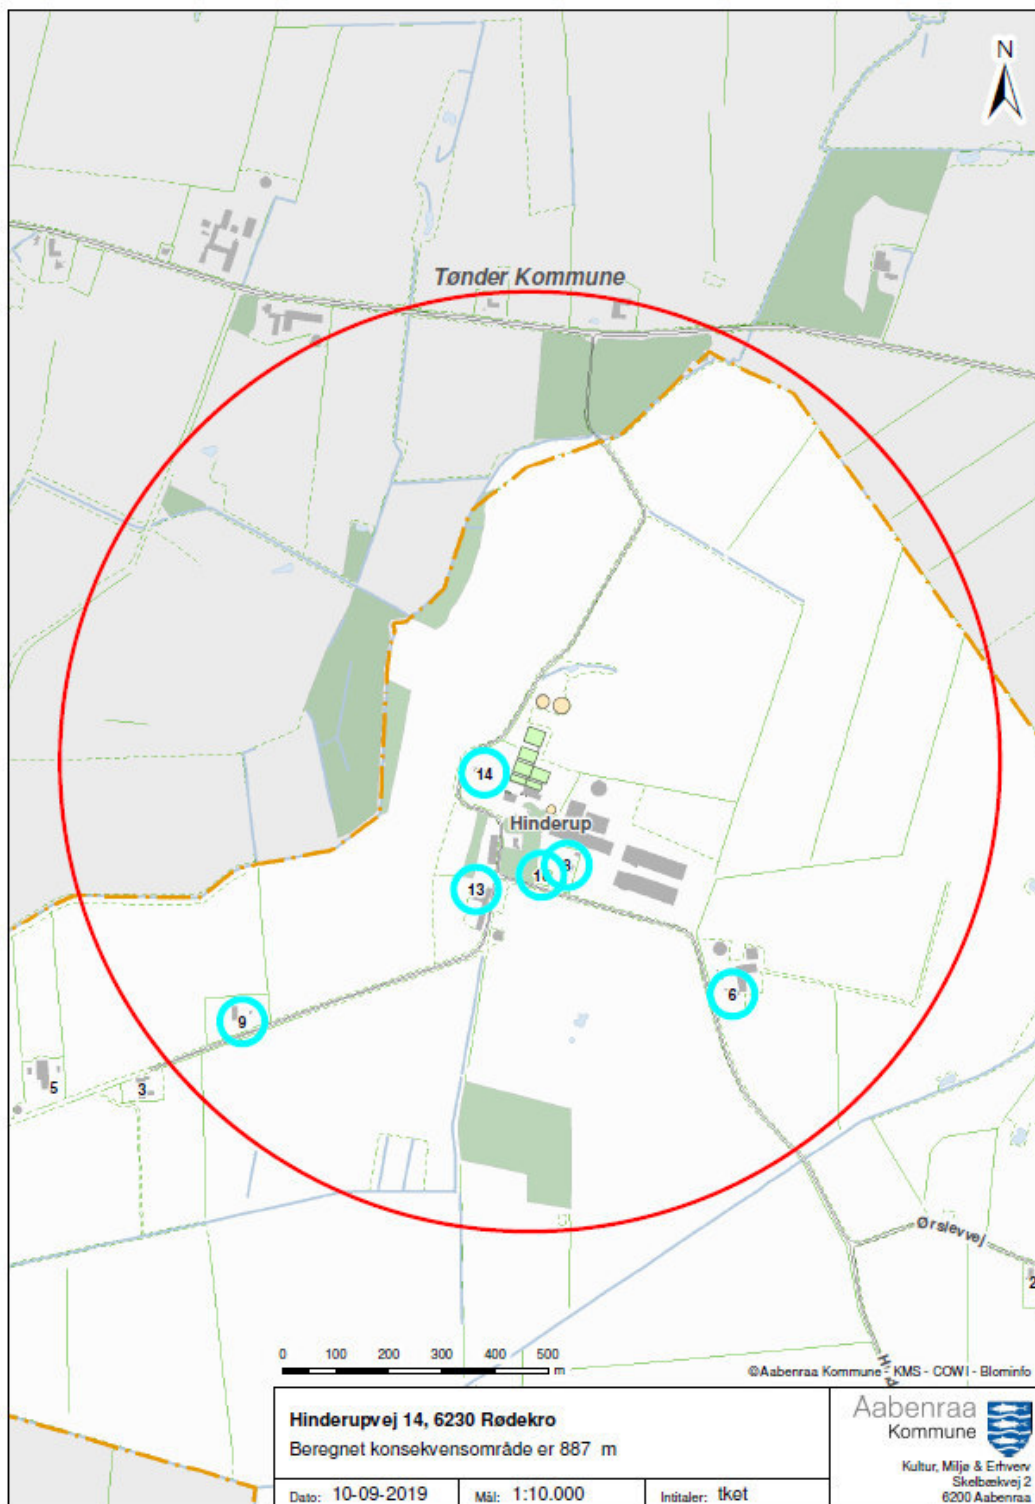 N
Tønder Kommune
14
Hinderup
8
13
6
9
5
3
Ørslevvej
2
0 100 200 300 400 500
m
©Aabenraa Kommune - KMS - COWI - Blominfo
Hinderupvej 14, 6230 Rødekro
Beregnet konsekvensområde er 887 m
Dato: 10-09-2019
Mål: 1:10.000
Intitaler: tket
Aabenraa
Kommune
Kultur, Miljø & Erhverv
Skelbækvej 2
6200 Aabenraa